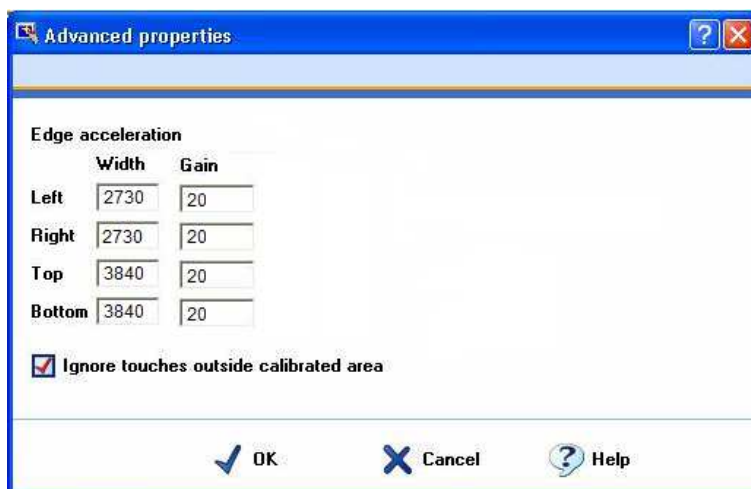 Advanced properties
Edge acceleration
Width Gain
Left 2730 20
Right 2730 20
Top 3840 20
Bottom 3840 20
Ignore touches outside calibrated area
OK Cancel Help